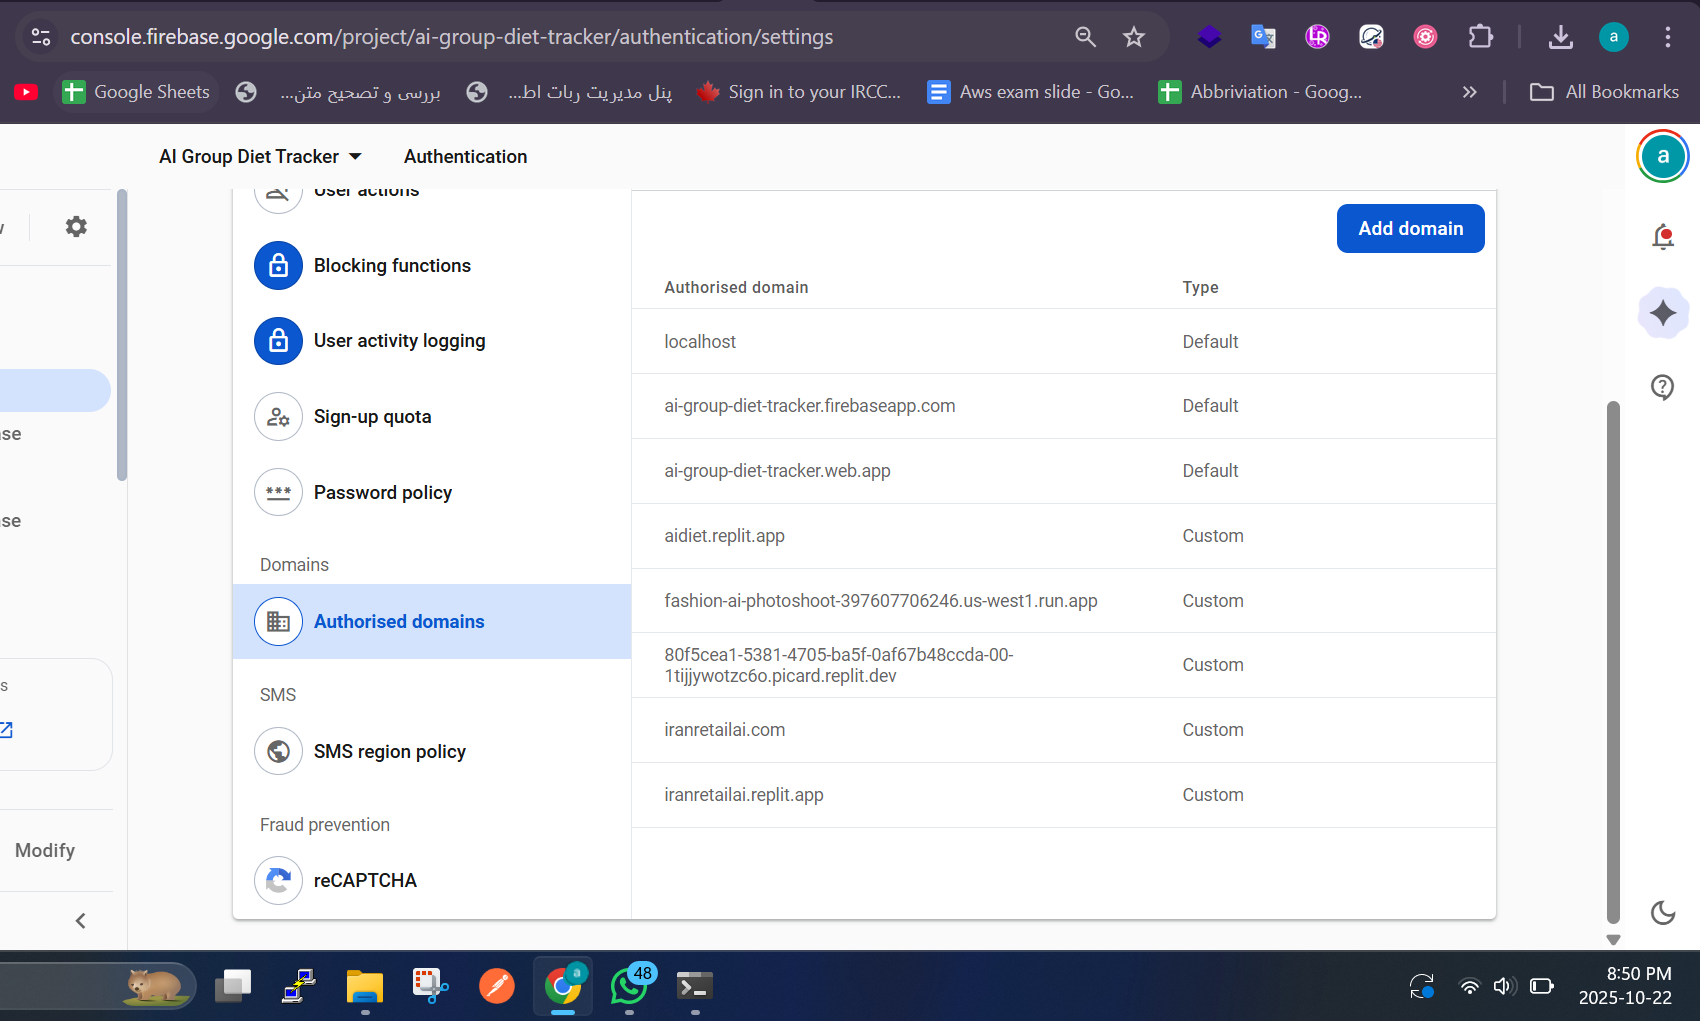 console.firebase.google.com/project/ai-group-diet-tracker/authentication/settings
a
Google Sheets
بررسی و تصحیح متن...
پنل مدیریت ربات اط...
Sign in to your IRCC...
Aws exam slide - Go...
Abbriviation - Goog...
All Bookmarks
AI Group Diet Tracker
Authentication
a
User actions
Blocking functions
User activity logging
Sign-up quota
Password policy
Domains
Authorised domains
SMS
SMS region policy
Fraud prevention
reCAPTCHA
Add domain
Authorised domain Type
localhost Default
ai-group-diet-tracker.firebaseapp.com Default
ai-group-diet-tracker.web.app Default
aidiet.replit.app Custom
fashion-ai-photoshoot-397607706246.us-west1.run.app Custom
80f5cea1-5381-4705-ba5f-0af67b48ccda-00-
1tijjywotzc6o.picard.replit.dev Custom
iranretailai.com Custom
iranretailai.replit.app Custom
ase
ase
s
Modify
48
8:50 PM
2025-10-22